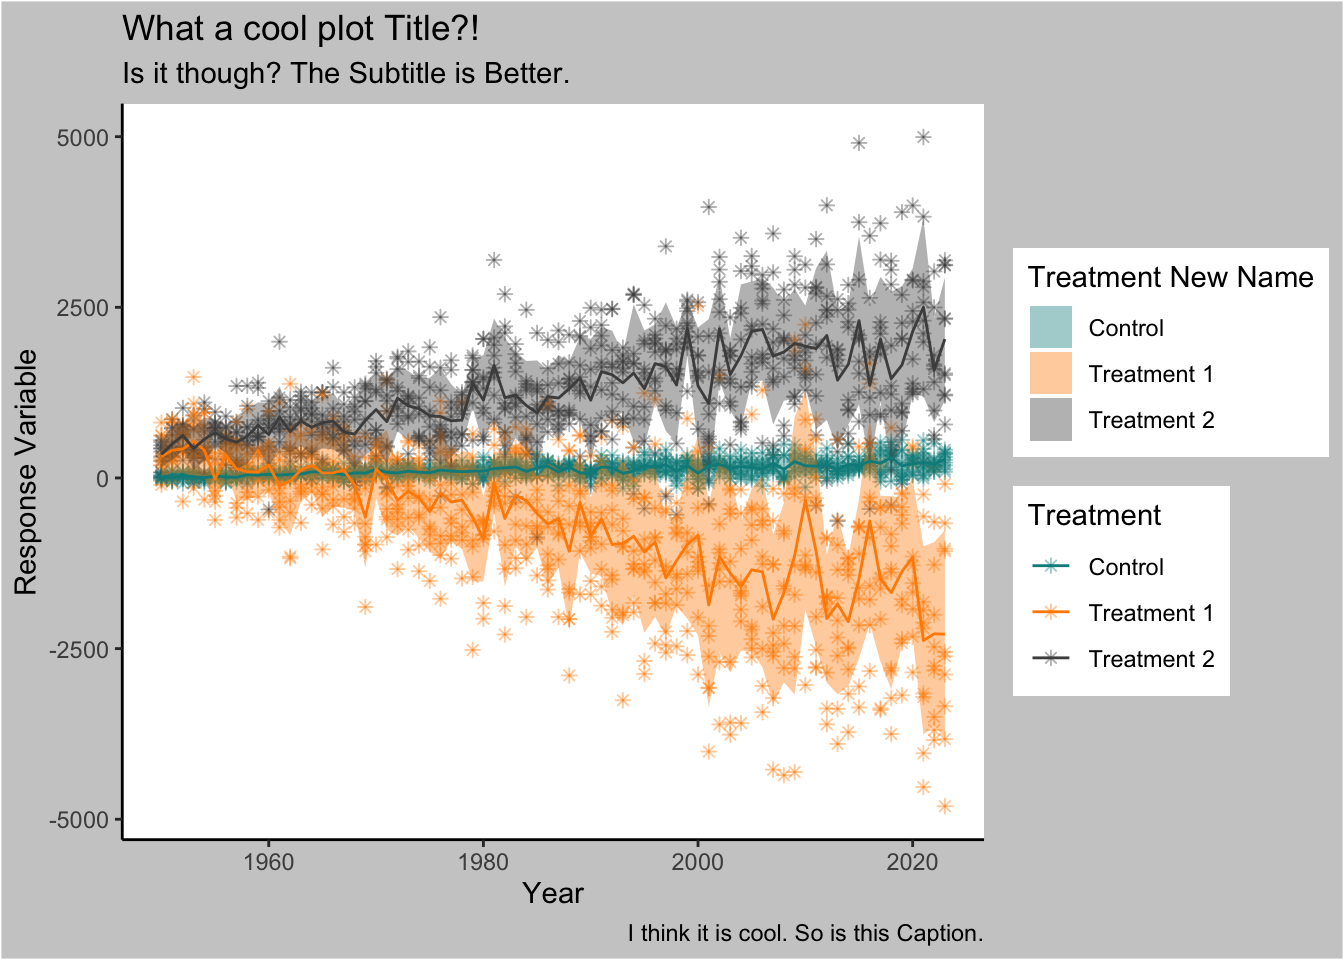 What a cool plot Title?!
Is it though? The Subtitle is Better.
Response Variable
5000
2500
0
-2500
-5000
1960
1980
2000
2020
Year
I think it is cool. So is this Caption.
Treatment New Name
Control
Treatment 1
Treatment 2
Treatment
Control
Treatment 1
Treatment 2